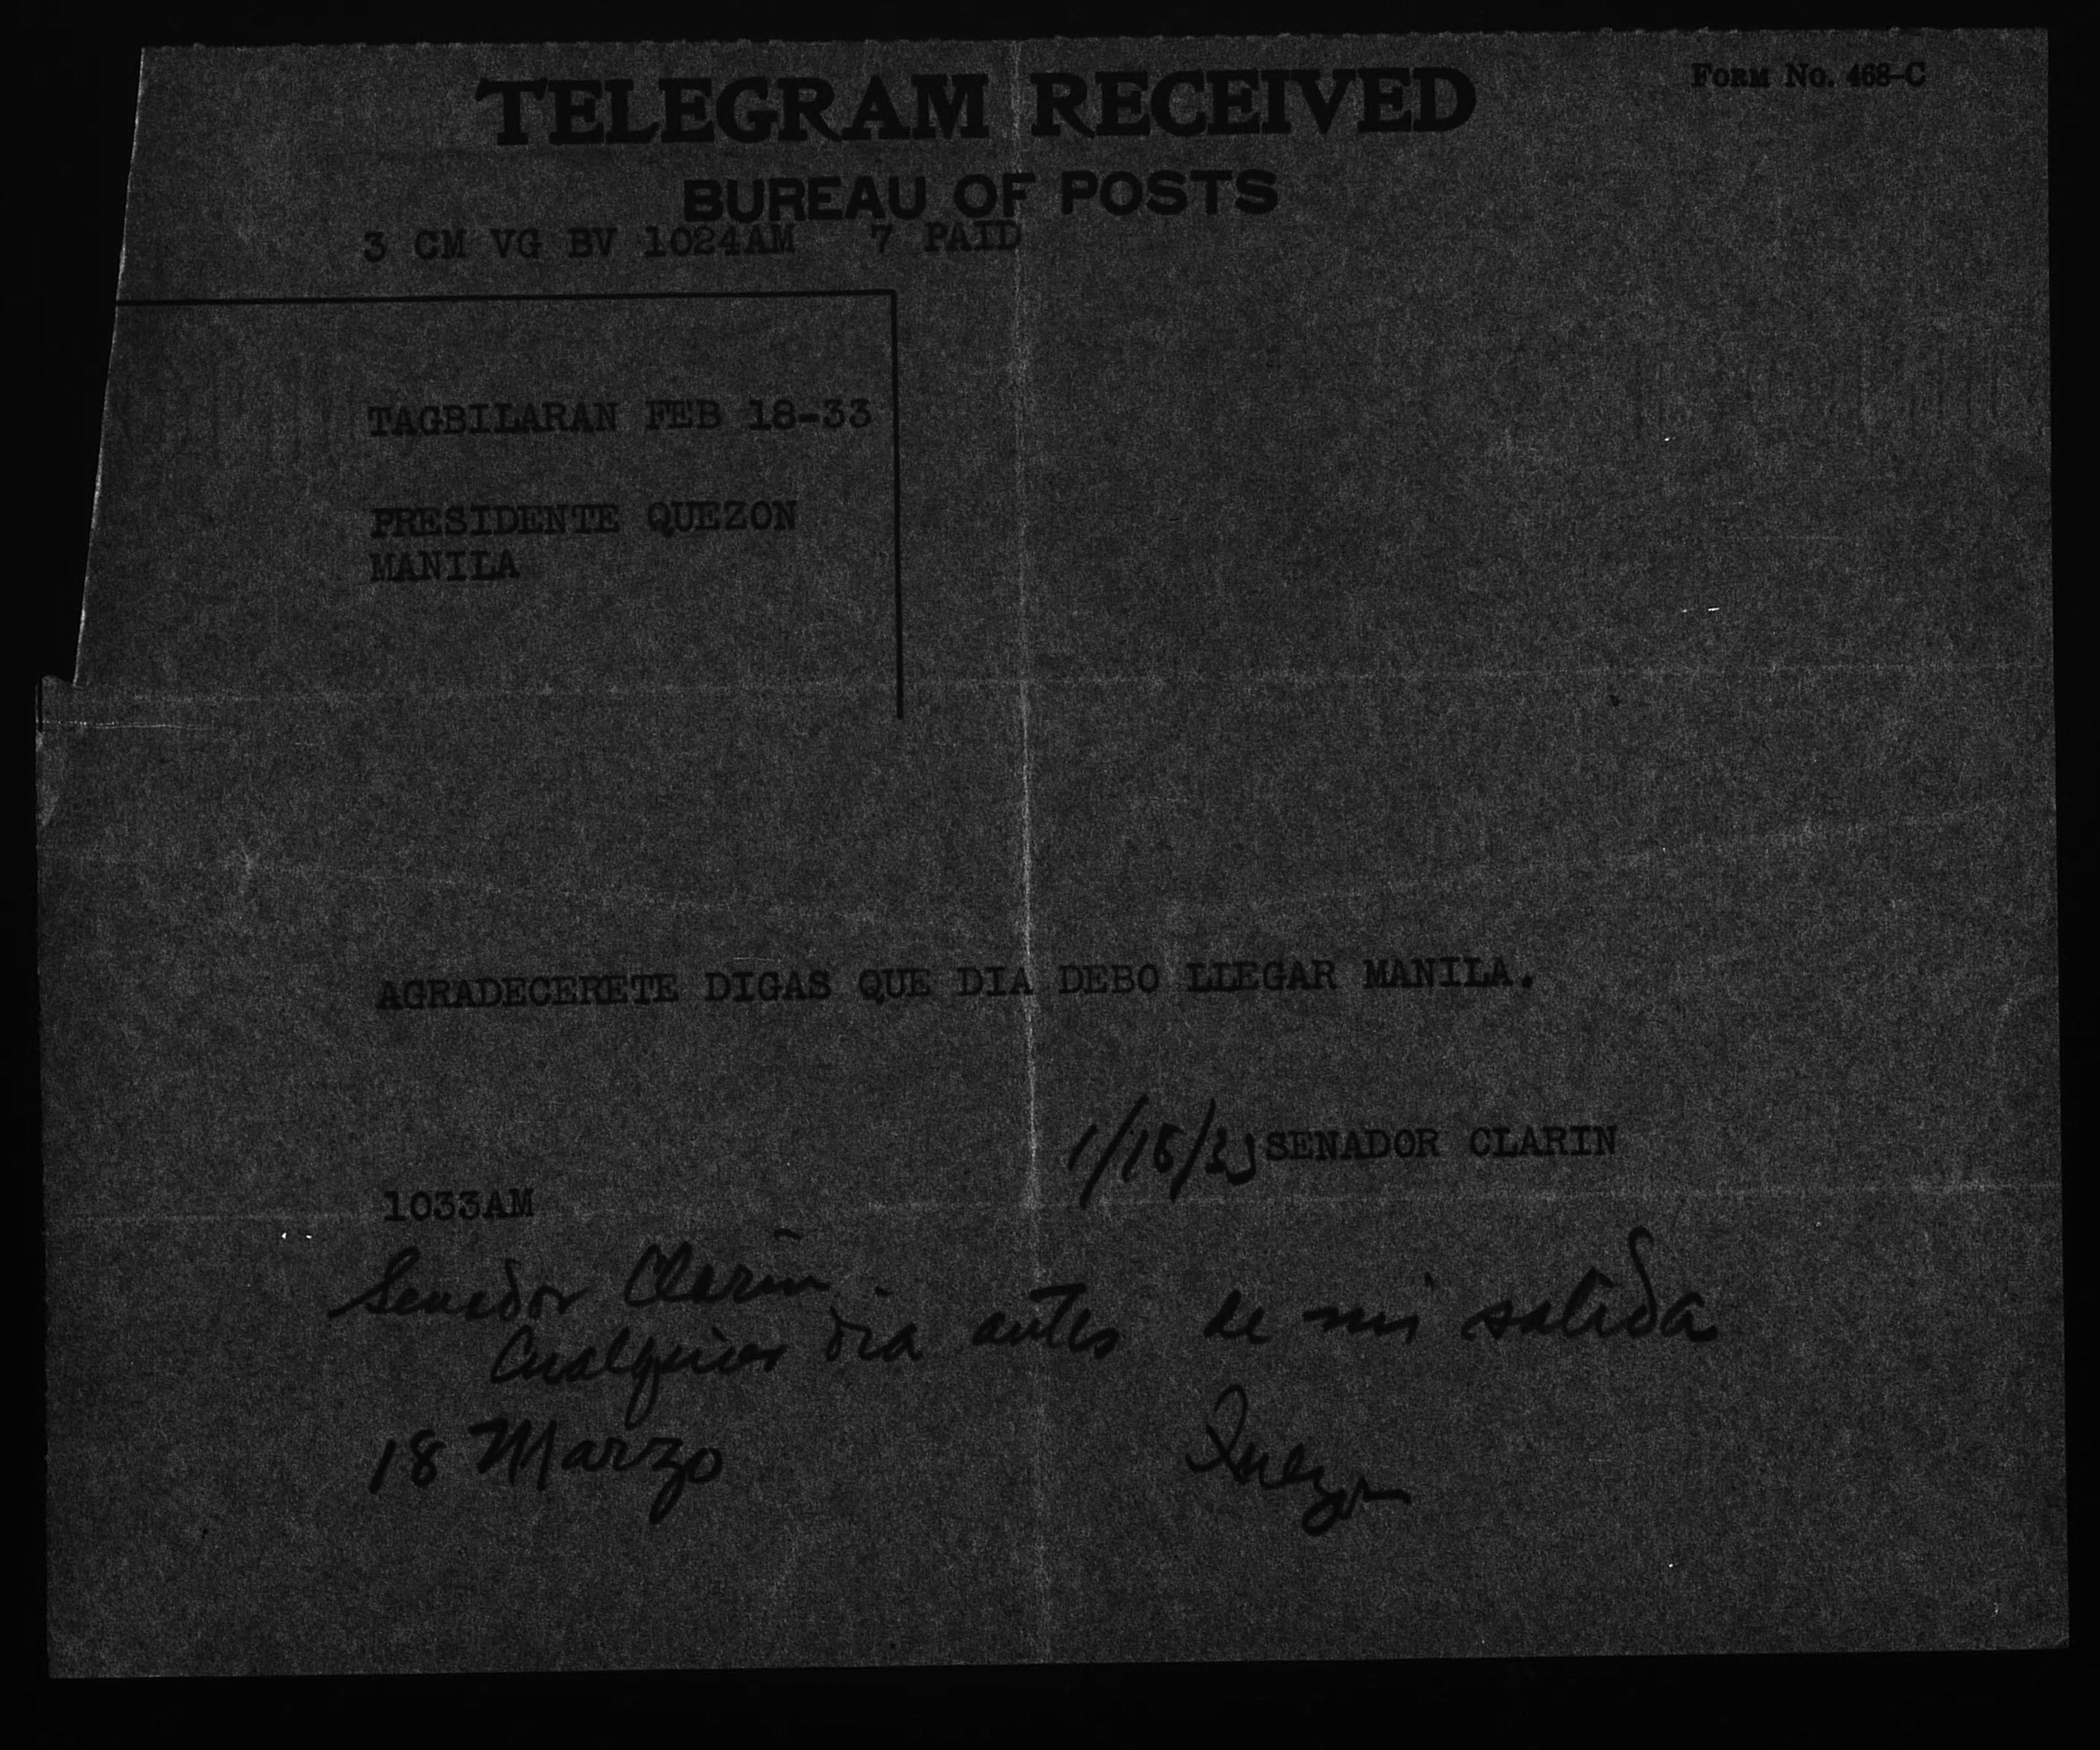 FORM No. 468-C
TELEGRAM RECEIVED
BUREAU OF POSTS
3 CM VG BV 1024AM 7 PAID
TAGBILARAN FEB 18-33
PRESIDENTE QUEZON
MANILA
AGRADECERETE DIGAS QUE DIA DEBO LLEGAR MANILA.
SENADOR CLARIN
1033AM
Senador Clarin
Cualquier dia antes de mi salida
18 Marzo
Quezon